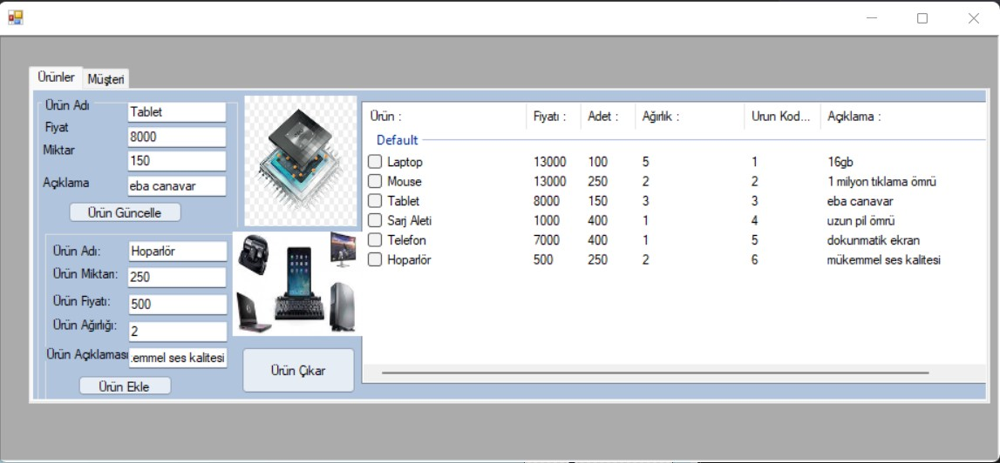 Ürünler Müşteri
Ürün Adı Tablet
Fiyat 8000
Miktar 150
Açıklama eba canavar
Ürün Güncelle
Ürün Adı: Hoparlör
Ürün Miktarı: 250
Ürün Fiyatı: 500
Ürün Ağırlığı: 2
Ürün Açıklaması emmel ses kalitesi
Ürün Ekle
Ürün Çıkar
Ürün : Fiyatı : Adet : Ağırlık : Urun Kod... Açıklama :
Default
Laptop 13000 100 5 1 16gb
Mouse 13000 250 2 2 1 milyon tıklama ömrü
Tablet 8000 150 3 3 eba canavar
Sarj Aleti 1000 400 1 4 uzun pil ömrü
Telefon 7000 400 1 5 dokunmatik ekran
Hoparlör 500 250 2 6 mükemmel ses kalitesi